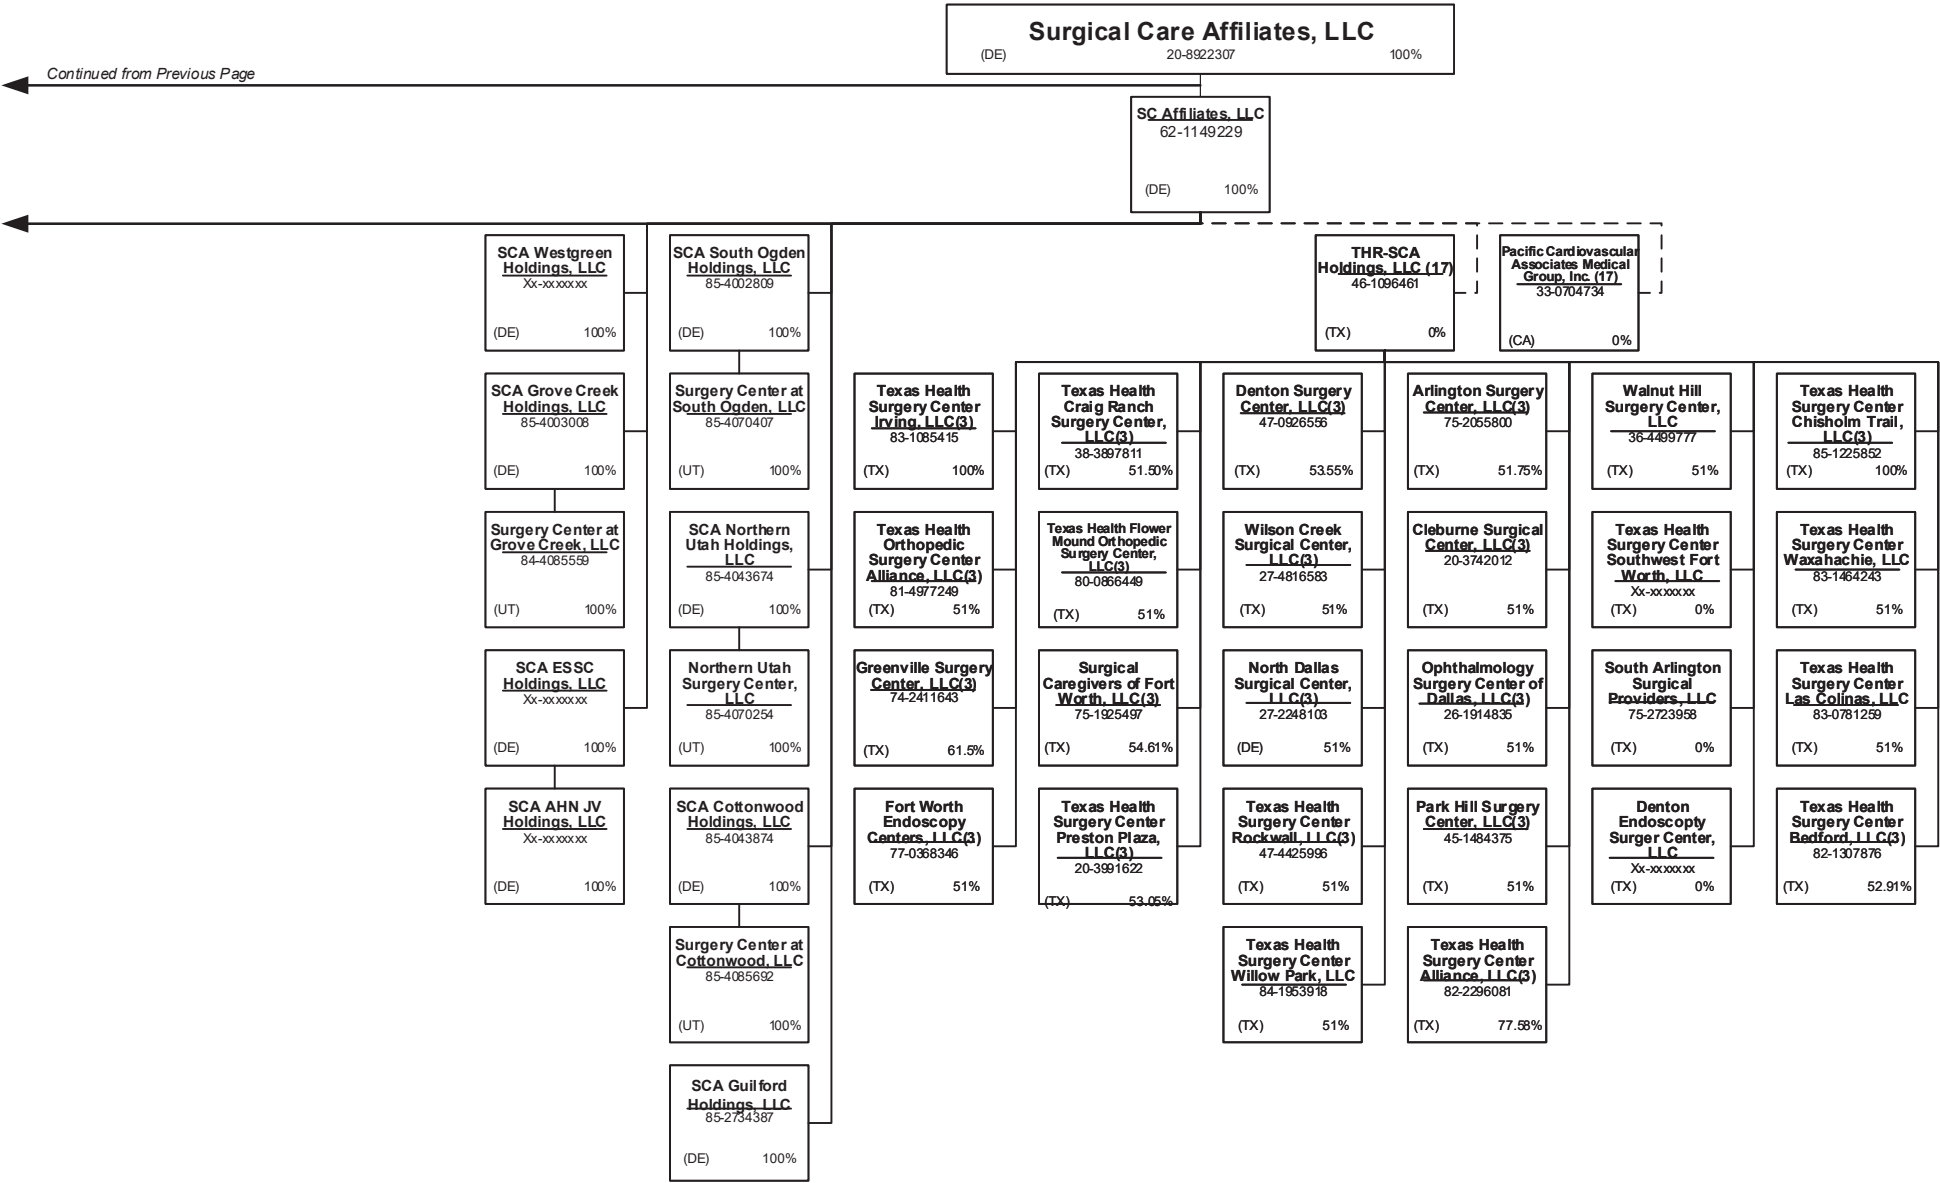 Surgical Care Affiliates, LLC
(DE) 20-8922307 100%
Continued from Previous Page
SC Affiliates, LLC
62-1149229
(DE) 100%
SCA Westgreen
Holdings, LLC
Xx-xxxxxxx
(DE) 100%
SCA South Ogden
Holdings, LLC
85-4002809
(DE) 100%
THR-SCA
Holdings, LLC (17)
46-1096461
(TX) 0%
Pacific Cardiovascular
Associates Medical
Group, Inc. (17)
33-0704734
(CA) 0%
SCA Grove Creek
Holdings, LLC
85-4003008
(DE) 100%
Surgery Center at
South Ogden, LLC
85-4070407
(UT) 100%
Texas Health
Surgery Center
Irving, LLC(3)
83-1085415
(TX) 100%
Texas Health
Craig Ranch
Surgery Center,
LLC(3)
38-3897811
(TX) 51.50%
Denton Surgery
Center, LLC(3)
47-0926556
(TX) 53.55%
Arlington Surgery
Center, LLC(3)
75-2055800
(TX) 51.75%
Walnut Hill
Surgery Center,
LLC
36-4499777
(TX) 51%
Texas Health
Surgery Center
Chisholm Trail,
LLC(3)
85-1225852
(TX) 100%
Surgery Center at
Grove Creek, LLC
84-4085559
(UT) 100%
SCA Northern
Utah Holdings,
LLC
85-4043674
(DE) 100%
Texas Health
Orthopedic
Surgery Center
Alliance, LLC(3)
81-4977249
(TX) 51%
Texas Health Flower
Mound Orthopedic
Surgery Center,
LLC(3)
80-0866449
(TX) 51%
Wilson Creek
Surgical Center,
LLC(3)
27-4816583
(TX) 51%
Cleburne Surgical
Center, LLC(3)
20-3742012
(TX) 51%
Texas Health
Surgery Center
Southwest Fort
Worth, LLC
Xx-xxxxxxx
(TX) 0%
Texas Health
Surgery Center
Waxahachie, LLC
83-1464243
(TX) 51%
SCA ESSC
Holdings, LLC
Xx-xxxxxxx
(DE) 100%
Northern Utah
Surgery Center,
LLC
85-4070254
(UT) 100%
Greenville Surgery
Center, LLC(3)
74-2411643
(TX) 61.5%
Surgical
Caregivers of Fort
Worth, LLC(3)
75-1925497
(TX) 54.61%
North Dallas
Surgical Center,
LLC(3)
27-2248103
(DE) 51%
Ophthalmology
Surgery Center of
Dallas, LLC(3)
26-1914835
(TX) 51%
South Arlington
Surgical
Providers, LLC
75-2723958
(TX) 0%
Texas Health
Surgery Center
Las Colinas, LLC
83-0781259
(TX) 51%
SCA AHN JV
Holdings, LLC
Xx-xxxxxxx
(DE) 100%
SCA Cottonwood
Holdings, LLC
85-4043874
(DE) 100%
Fort Worth
Endoscopy
Centers, LLC(3)
77-0368346
(TX) 51%
Texas Health
Surgery Center
Preston Plaza,
LLC(3)
20-3991622
(TX) 53.05%
Texas Health
Surgery Center
Rockwall, LLC(3)
47-4425996
(TX) 51%
Park Hill Surgery
Center, LLC(3)
45-1484375
(TX) 51%
Denton
Endoscopty
Surger Center,
LLC
Xx-xxxxxxx
(TX) 0%
Texas Health
Surgery Center
Bedford, LLC(3)
82-1307876
(TX) 52.91%
Surgery Center at
Cottonwood, LLC
85-4085692
(UT) 100%
Texas Health
Surgery Center
Willow Park, LLC
84-1953918
(TX) 51%
Texas Health
Surgery Center
Alliance, LLC(3)
82-2296081
(TX) 77.58%
SCA Guilford
Holdings, LLC
85-2734387
(DE) 100%